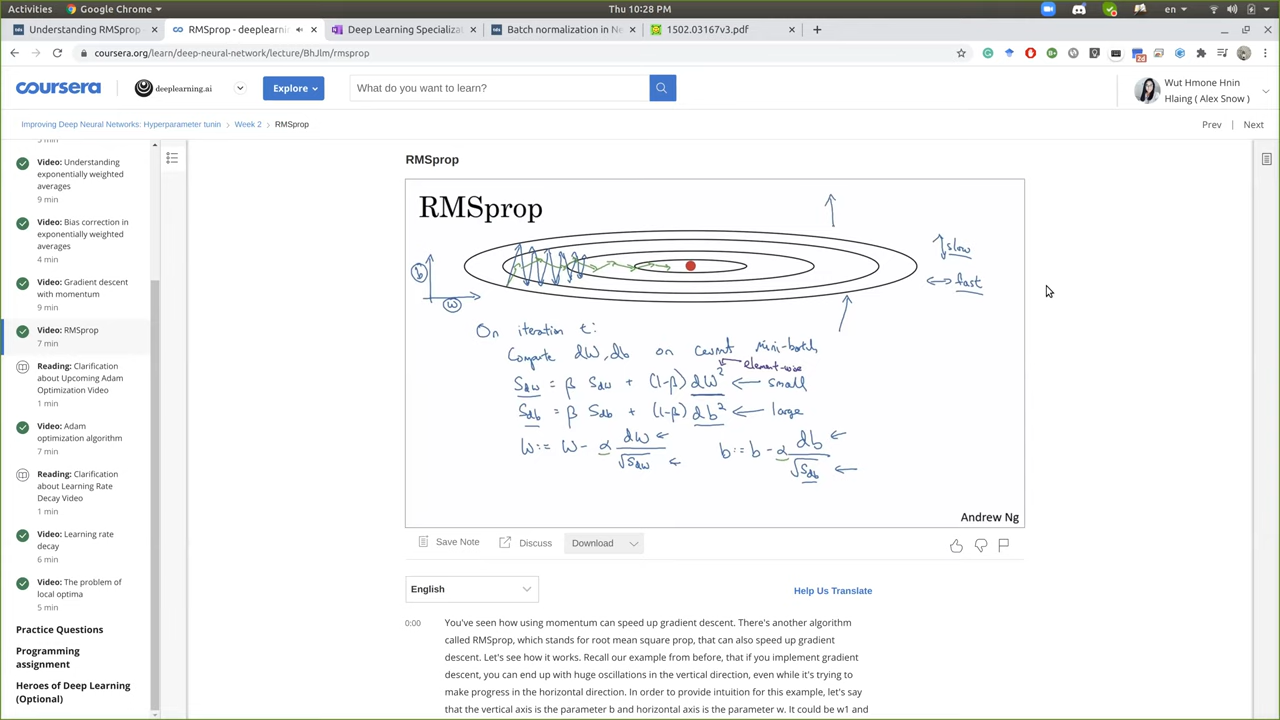 Activities
Google Chrome
Thu 10:28 PM
en
Understanding RMSprop
RMSprop - deeplearni
Deep Learning Specializa
Batch normalization in Ne
1502.03167v3.pdf
coursera.org/learn/deep-neural-network/lecture/BhJlm/rmsprop
coursera
deeplearning.ai
Explore
What do you want to learn?
Wut Hmone Hnin
Hlaing ( Alex Snow )
Improving Deep Neural Networks: Hyperparameter tunin
Week 2
RMSprop
Prev
Next
5 min
Video: Understanding
exponentially weighted
averages
9 min
Video: Bias correction in
exponentially weighted
averages
4 min
Video: Gradient descent
with momentum
9 min
Video: RMSprop
7 min
Reading: Clarification
about Upcoming Adam
Optimization Video
1 min
Video: Adam
optimization algorithm
7 min
Reading: Clarification
about Learning Rate
Decay Video
1 min
Video: Learning rate
decay
6 min
Video: The problem of
local optima
5 min
Practice Questions
Programming
assignment
Heroes of Deep Learning
(Optional)
RMSprop
RMSprop
b
w
slow
fast
On iteration t:
Compute dW, db on current mini-batch
element-wise
Sdw = β Sdw + (1-β) dW² ← small
Sdb = β Sdb + (1-β) db² ← large
W := W - α dW/√Sdw
b := b - α db/√Sdb
Andrew Ng
Save Note
Discuss
Download
English
Help Us Translate
0:00
You've seen how using momentum can speed up gradient descent. There's another algorithm
called RMSprop, which stands for root mean square prop, that can also speed up gradient
descent. Let's see how it works. Recall our example from before, that if you implement gradient
descent, you can end up with huge oscillations in the vertical direction, even while it's trying to
make progress in the horizontal direction. In order to provide intuition for this example, let's say
that the vertical axis is the parameter b and horizontal axis is the parameter w. It could be w1 and